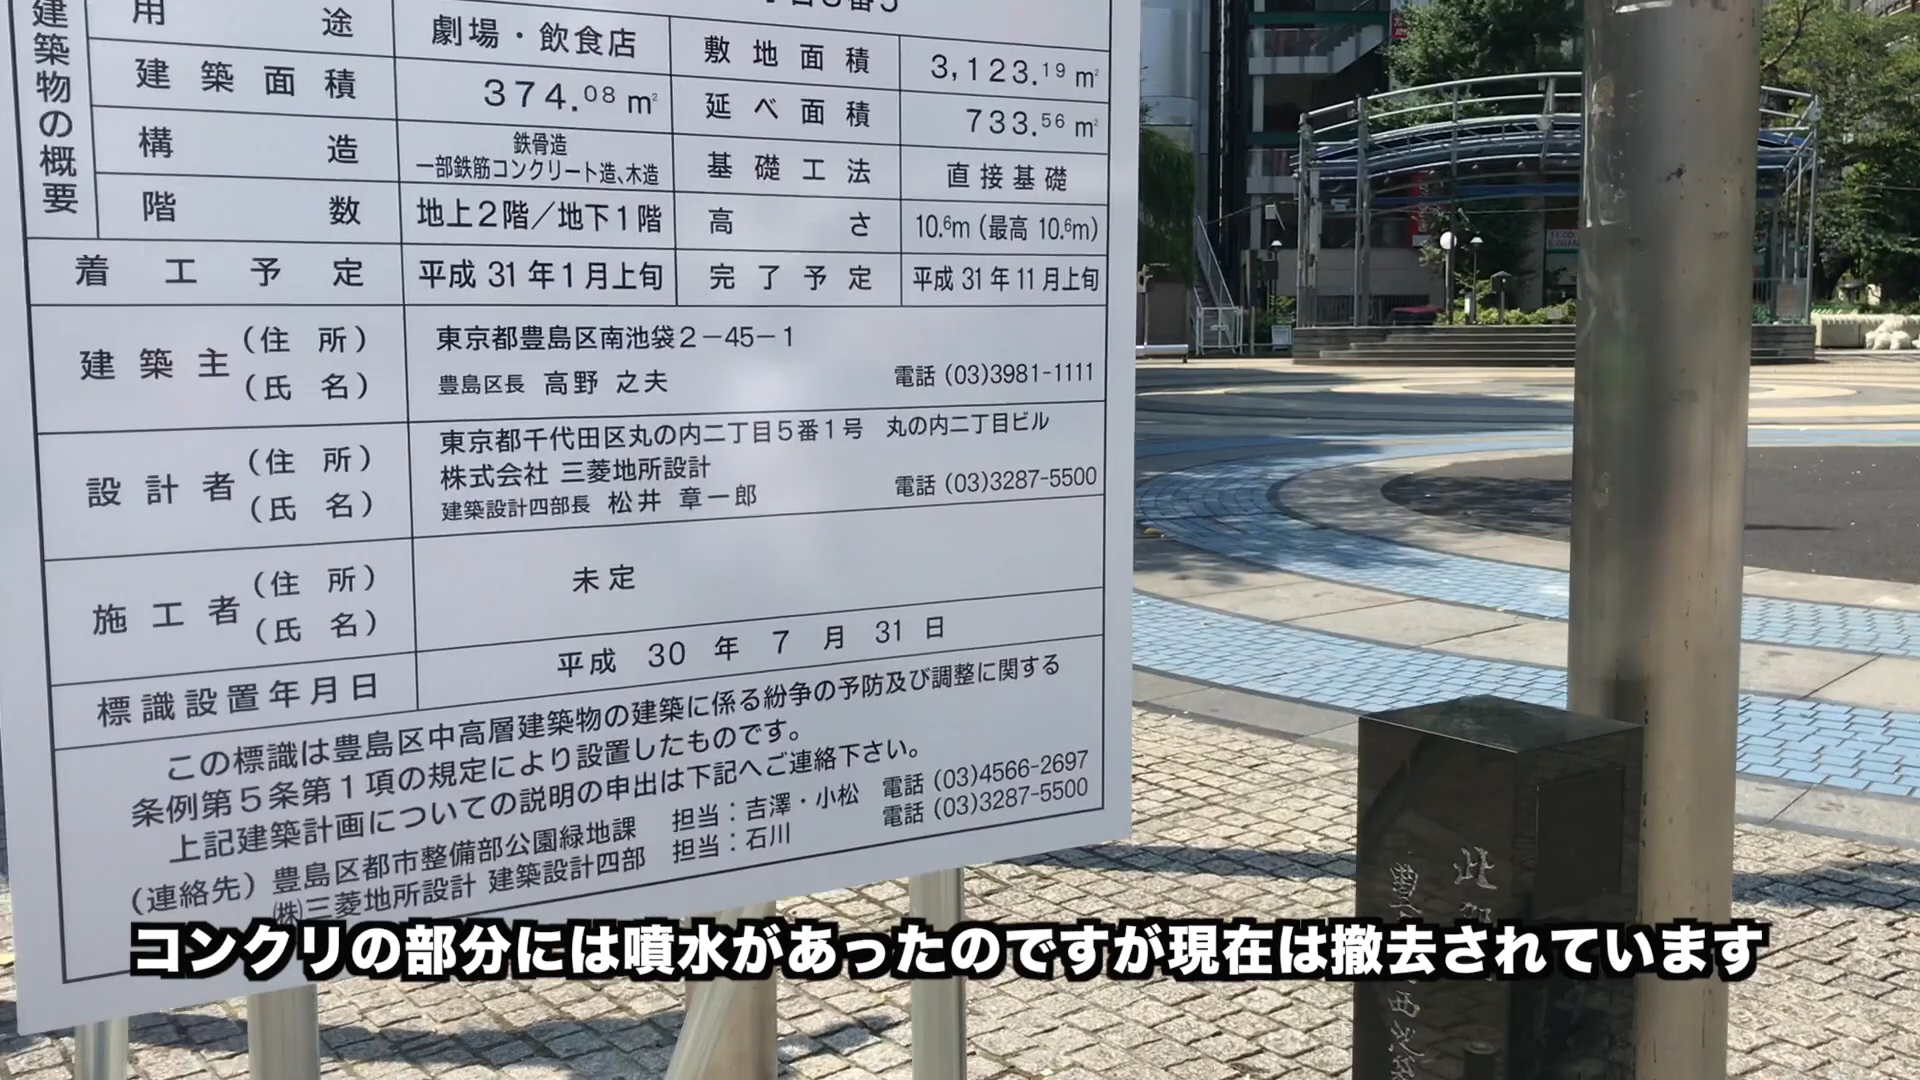 建築物の概要
用途 劇場・飲食店
建築面積 374.08 ㎡ 敷地面積 3,123.19 ㎡
延べ面積 733.56 ㎡
構造 鉄骨造
一部鉄筋コンクリート造、木造
基礎工法 直接基礎
階数 地上2階/地下1階 高さ 10.6m (最高 10.6m)
着工予定 平成 31 年 1 月上旬 完了予定 平成 31 年 11 月上旬
建築主 (住所) 東京都豊島区南池袋2-45-1
(氏名) 豊島区長 高野 之夫 電話 (03)3981-1111
設計者 (住所) 東京都千代田区丸の内二丁目5番1号 丸の内二丁目ビル
株式会社 三菱地所設計
(氏名) 建築設計四部長 松井 章一郎 電話 (03)3287-5500
施工者 (住所)
(氏名) 未定
標識設置年月日 平成 30 年 7 月 31 日
この標識は豊島区中高層建築物の建築に係る紛争の予防及び調整に関する
条例第5条第1項の規定により設置したものです。
上記建築計画についての説明の申出は下記へご連絡下さい。
(連絡先) 豊島区都市整備部公園緑地課 担当:吉澤・小松 電話 (03)4566-2697
㈱三菱地所設計 建築設計四部 担当:石川 電話 (03)3287-5500
コンクリの部分には噴水があったのですが現在は撤去されています